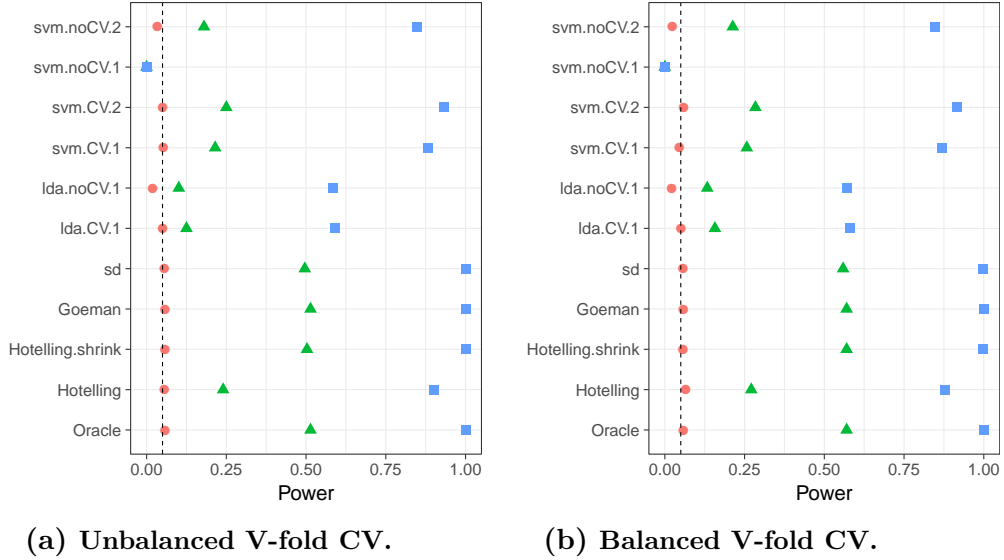 svm.noCV.2
svm.noCV.1
svm.CV.2
svm.CV.1
lda.noCV.1
lda.CV.1
sd
Goeman
Hotelling.shrink
Hotelling
Oracle
0.00 0.25 0.50 0.75 1.00
Power
(a) Unbalanced V-fold CV.
svm.noCV.2
svm.noCV.1
svm.CV.2
svm.CV.1
lda.noCV.1
lda.CV.1
sd
Goeman
Hotelling.shrink
Hotelling
Oracle
0.00 0.25 0.50 0.75 1.00
Power
(b) Balanced V-fold CV.